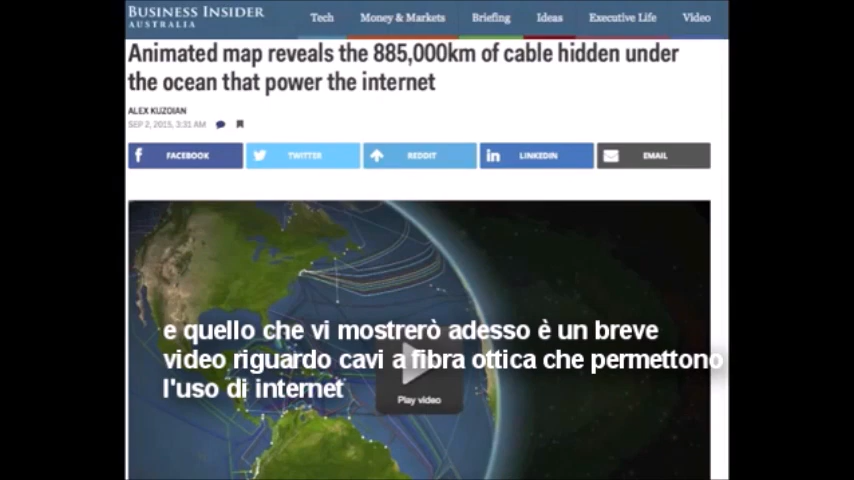 BUSINESS INSIDER
AUSTRALIA
Tech Money & Markets Briefing Ideas Executive Life Video
Animated map reveals the 885,000km of cable hidden under
the ocean that power the internet
ALEX KUZOIAN
SEP 2, 2015, 3:31 AM
FACEBOOK TWITTER REDDIT LINKEDIN EMAIL
e quello che vi mostrerò adesso è un breve
video riguardo cavi a fibra ottica che permettono
l'uso di internet
Play video